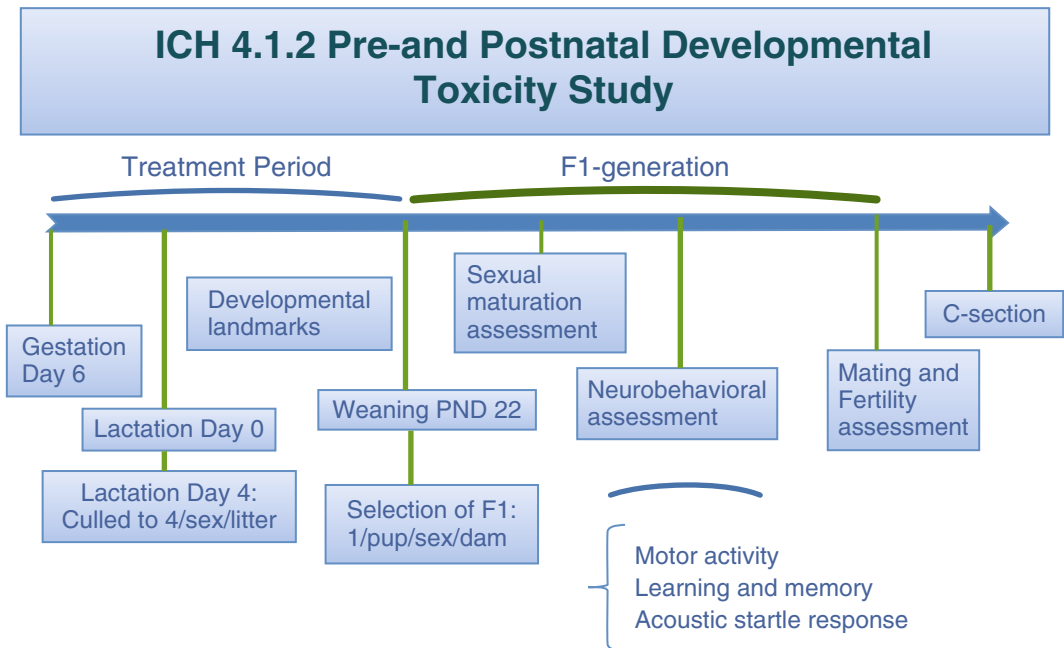 ICH 4.1.2 Pre-and Postnatal Developmental
Toxicity Study
Treatment Period
F1-generation
Gestation
Day 6
Lactation Day 0
Lactation Day 4:
Culled to 4/sex/litter
Developmental
landmarks
Weaning PND 22
Selection of F1:
1/pup/sex/dam
Sexual
maturation
assessment
Neurobehavioral
assessment
Motor activity
Learning and memory
Acoustic startle response
Mating and
Fertility
assessment
C-section